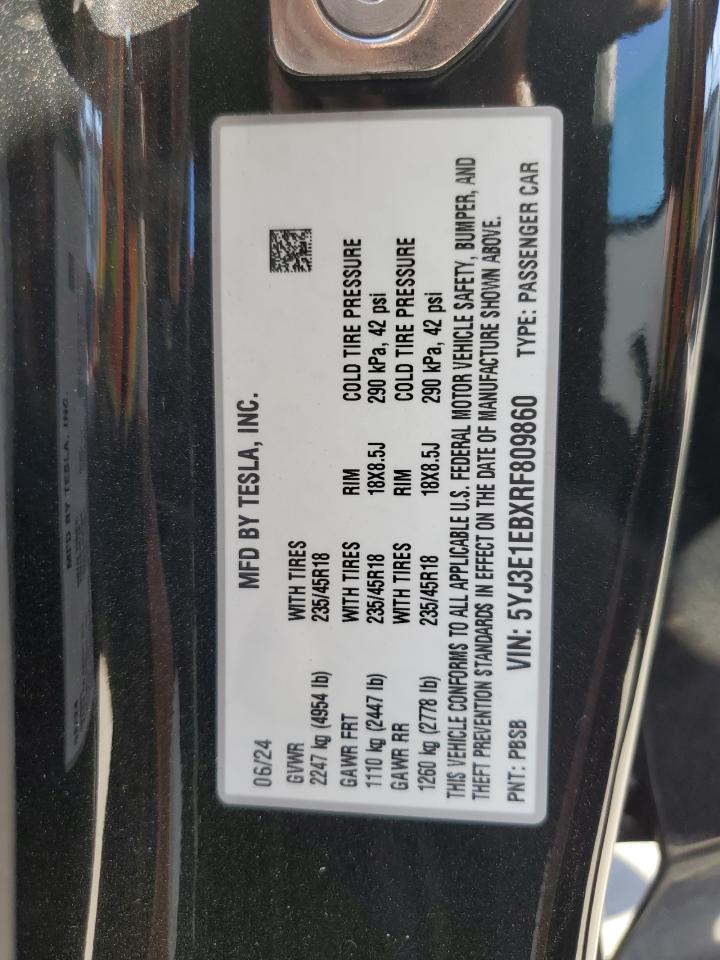 MFD BY TESLA, INC.
06/24
GVWR WITH TIRES
2247 kg (4954 lb) 235/45R18
GAWR FRT WITH TIRES RIM COLD TIRE PRESSURE
1110 kg (2447 lb) 235/45R18 18X8.5J 290 kPa, 42 psi
GAWR RR WITH TIRES RIM COLD TIRE PRESSURE
1260 kg (2778 lb) 235/45R18 18X8.5J 290 kPa, 42 psi
THIS VEHICLE CONFORMS TO ALL APPLICABLE U.S. FEDERAL MOTOR VEHICLE SAFETY, BUMPER, AND
THEFT PREVENTION STANDARDS IN EFFECT ON THE DATE OF MANUFACTURE SHOWN ABOVE.
PNT: PBSB VIN: 5YJ3E1EBXRF809860 TYPE: PASSENGER CAR